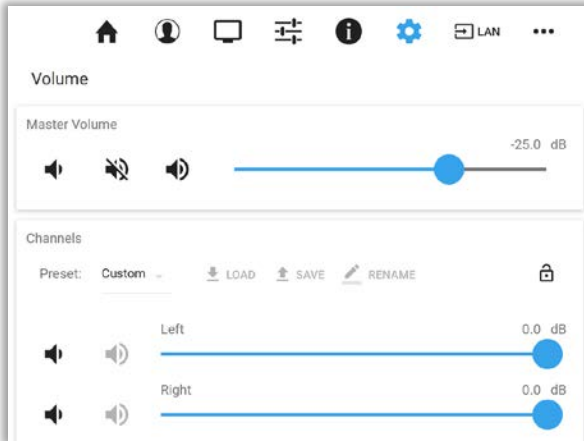 LAN
Volume
Master Volume
-25.0 dB
Channels
Preset: Custom LOAD SAVE RENAME
Left 0.0 dB
Right 0.0 dB